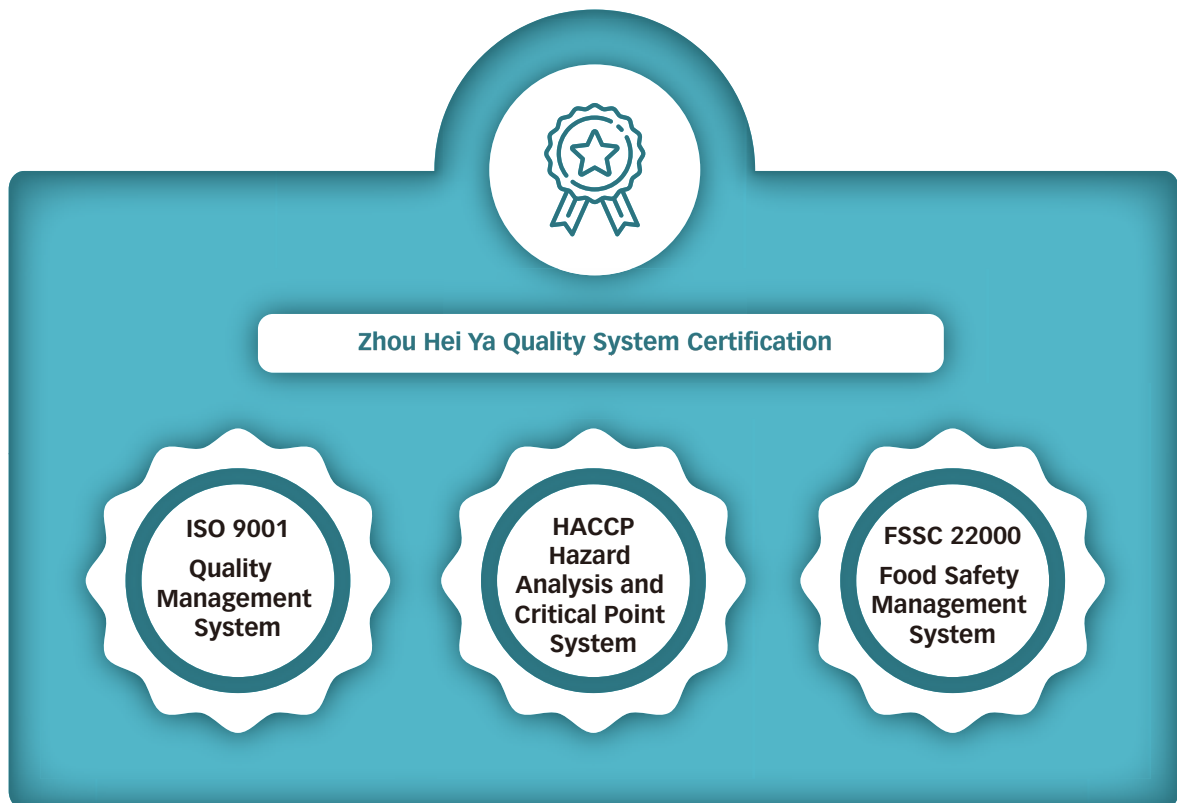 Zhou Hei Ya Quality System Certification
ISO 9001
Quality
Management
System
HACCP
Hazard
Analysis and
Critical Point
System
FSSC 22000
Food Safety
Management
System